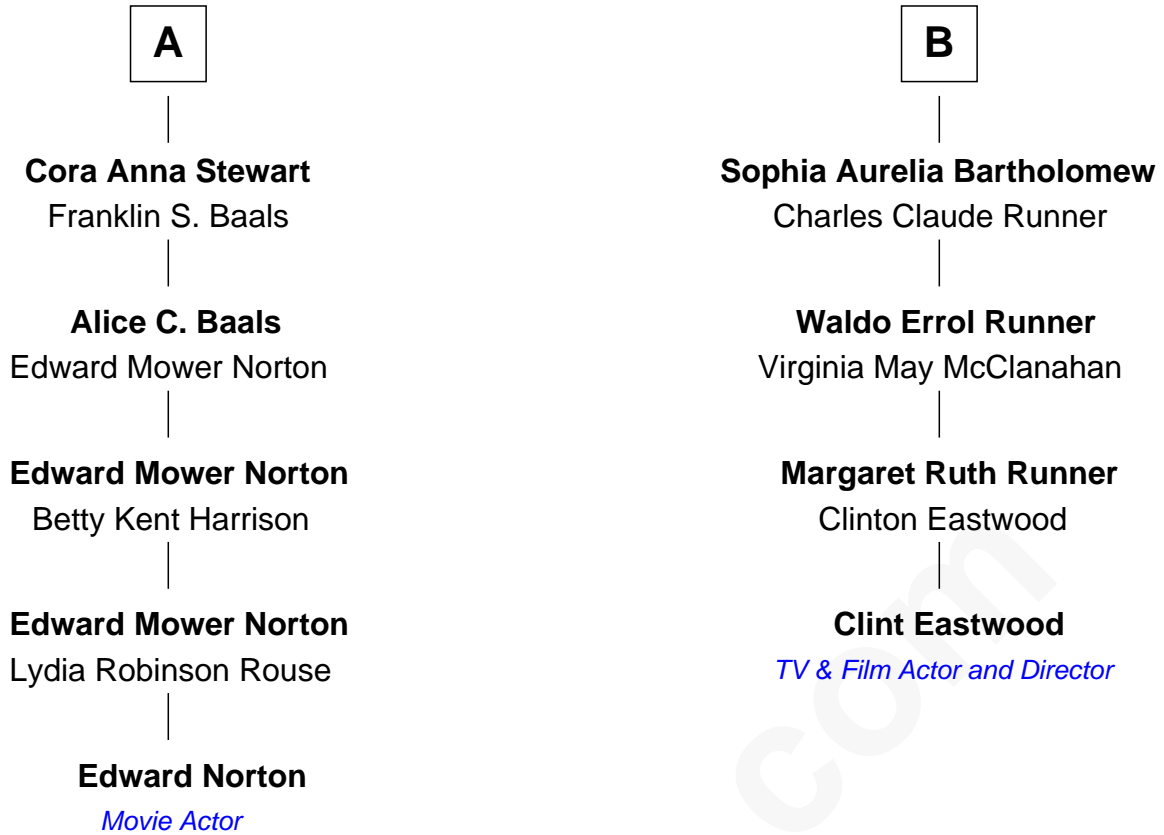 A
Cora Anna Stewart
Franklin S. Baals
Alice C. Baals
Edward Mower Norton
Edward Mower Norton
Betty Kent Harrison
Edward Mower Norton
Lydia Robinson Rouse
Edward Norton
Movie Actor
B
Sophia Aurelia Bartholomew
Charles Claude Runner
Waldo Errol Runner
Virginia May McClanahan
Margaret Ruth Runner
Clinton Eastwood
Clint Eastwood
TV & Film Actor and Director
com